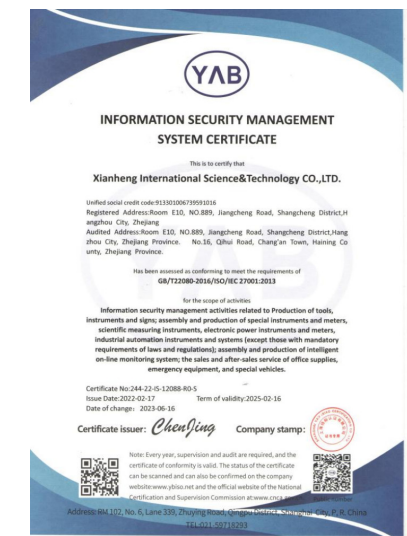 YAB
INFORMATION SECURITY MANAGEMENT
SYSTEM CERTIFICATE
This is to certify that
Xianheng International Science&Technology CO.,LTD.
Unified social credit code:913301006739591016
Registered Address:Room E10, NO.889, Jiangcheng Road, Shangcheng District,H
angzhou City, Zhejiang
Audited Address:Room E10, NO.889, Jiangcheng Road, Shangcheng District,Hang
zhou City, Zhejiang Province. No.16, Qihui Road, Chang'an Town, Haining Co
unty, Zhejiang Province.
Has been assessed as conforming to meet the requirements of
GB/T22080-2016/ISO/IEC 27001:2013
for the scope of activities
Information security management activities related to Production of tools,
instruments and signs; assembly and production of special instruments and meters,
scientific measuring instruments, electronic power instruments and meters,
industrial automation instruments and systems (except those with mandatory
requirements of laws and regulations); assembly and production of intelligent
on-line monitoring system; the sales and after-sales service of office supplies,
emergency equipment, and special vehicles.
Certificate No:244-22-IS-12088-R0-S
Issue Date:2022-02-17 Term of validity:2025-02-16
Date of change: 2023-06-16
Certificate issuer: ChenJing Company stamp:
Note: Every year, supervision and audit are required, and the
certificate of conformity is valid. The status of the certificate
can be scanned and can also be confirmed on the company
website:www.ybiso.net and the official website of the National
Certification and Supervision Commission at:www.cnca
Address: BM 102, No. 6, Lane 339, Zhuying Road, Qingpu District, Shanghai City, P, R, China
TEL:021-59718293